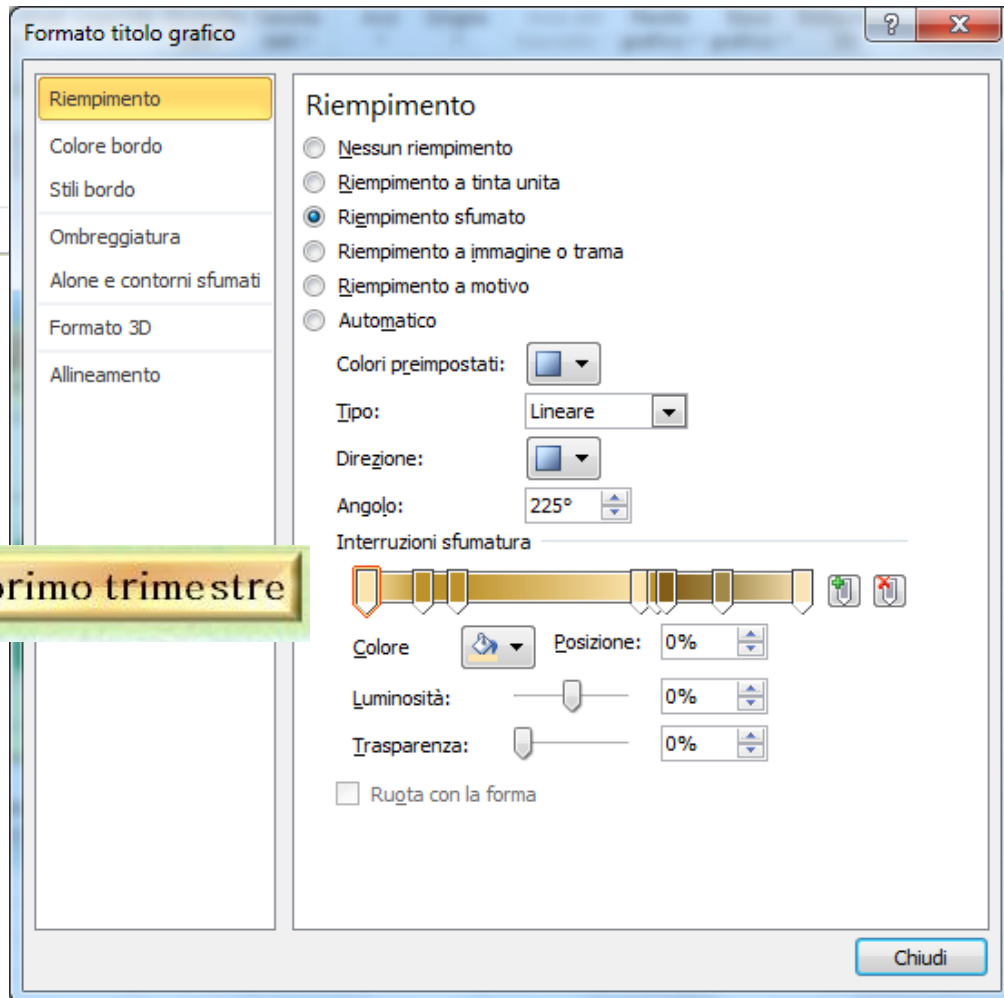 Formato titolo grafico
Riempimento
Colore bordo
Stili bordo
Ombreggiatura
Alone e contorni sfumati
Formato 3D
Allineamento
Riempimento
Nessun riempimento
Riempimento a tinta unita
Riempimento sfumato
Riempimento a immagine o trama
Riempimento a motivo
Automatico
Colori preimpostati:
Tipo: Lineare
Direzione:
Angolo: 225°
Interruzioni sfumatura
primo trimestre
Colore Posizione: 0%
Luminosità: 0%
Trasparenza: 0%
Ruota con la forma
Chiudi